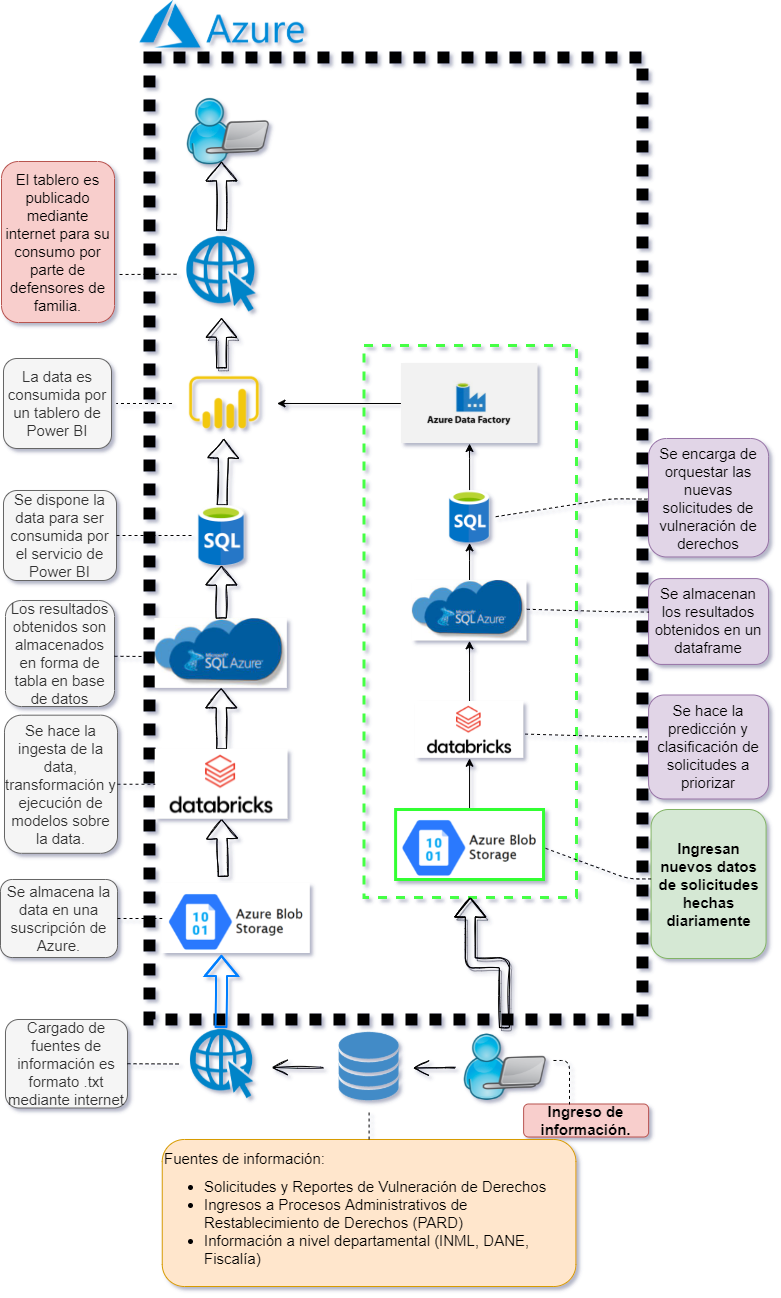 Azure
El tablero es
publicado
mediante
internet para su
consumo por
parte de
defensores de
familia.
La data es
consumida por
un tablero de
Power BI
Azure Data Factory
Se encarga de
orquestar las
nuevas
solicitudes de
vulneración de
derechos
Se dispone la
data para ser
consumida por
el servicio de
Power BI
SQL
SQL
Los resultados
obtenidos son
almacenados
en forma de
tabla en base
de datos
Microsoft
SQL Azure
Microsoft
SQL Azure
Se almacenan
los resultados
obtenidos en un
dataframe
Se hace la
ingesta de la
data,
transformación y
ejecución de
modelos sobre
la data.
databricks
databricks
Se hace la
predicción y
clasificación de
solicitudes a
priorizar
10
01
Azure Blob
Storage
Ingresan
nuevos datos
de solicitudes
hechas
diariamente
Se almacena la
data en una
suscripción de
Azure.
10
01
Azure Blob
Storage
Cargado de
fuentes de
información es
formato .txt
mediante internet
Ingreso de
información.
Fuentes de información:
• Solicitudes y Reportes de Vulneración de Derechos
• Ingresos a Procesos Administrativos de
Restablecimiento de Derechos (PARD)
• Información a nivel departamental (INML, DANE,
Fiscalía)